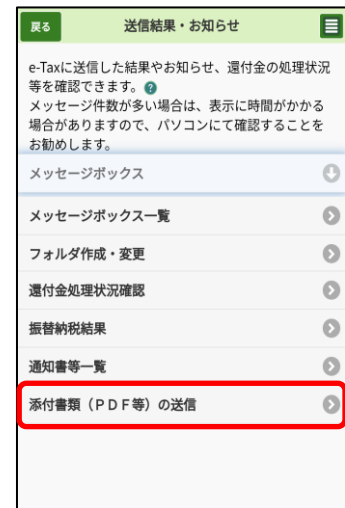 戻る
送信結果・お知らせ
e-Taxに送信した結果やお知らせ、還付金の処理状況
等を確認できます。?
メッセージ件数が多い場合は、表示に時間がかかる
場合がありますので、パソコンにて確認することを
お勧めします。
メッセージボックス
メッセージボックス一覧
フォルダ作成・変更
還付金処理状況確認
振替納税結果
通知書等一覧
添付書類（ＰＤＦ等）の送信